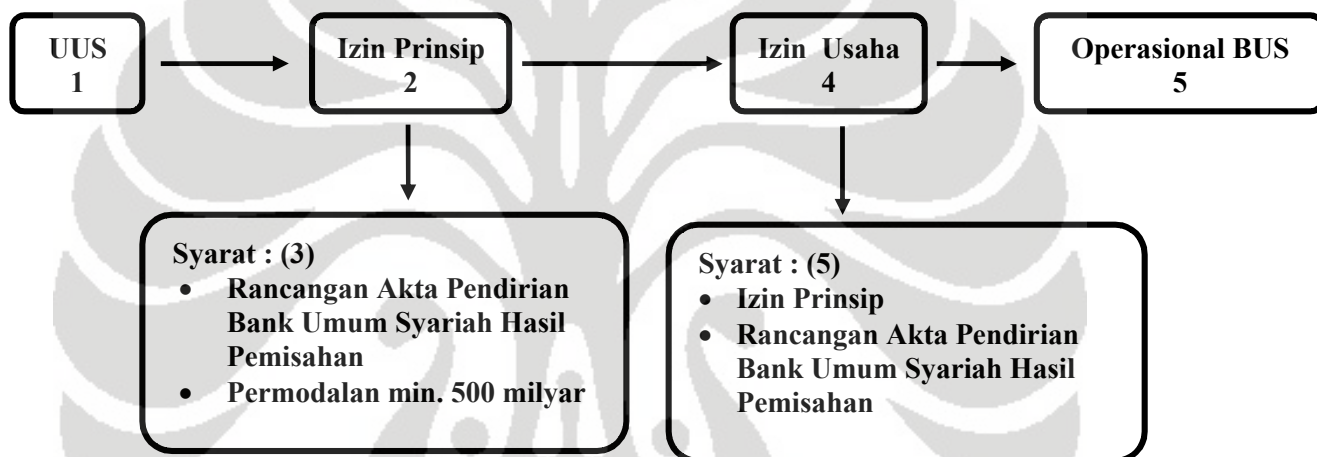 UUS
1
Izin Prinsip
2
Izin Usaha
4
Operasional BUS
5
Syarat : (3)
• Rancangan Akta Pendirian
Bank Umum Syariah Hasil
Pemisahan
• Permodalan min. 500 milyar
Syarat : (5)
• Izin Prinsip
• Rancangan Akta Pendirian
Bank Umum Syariah Hasil
Pemisahan